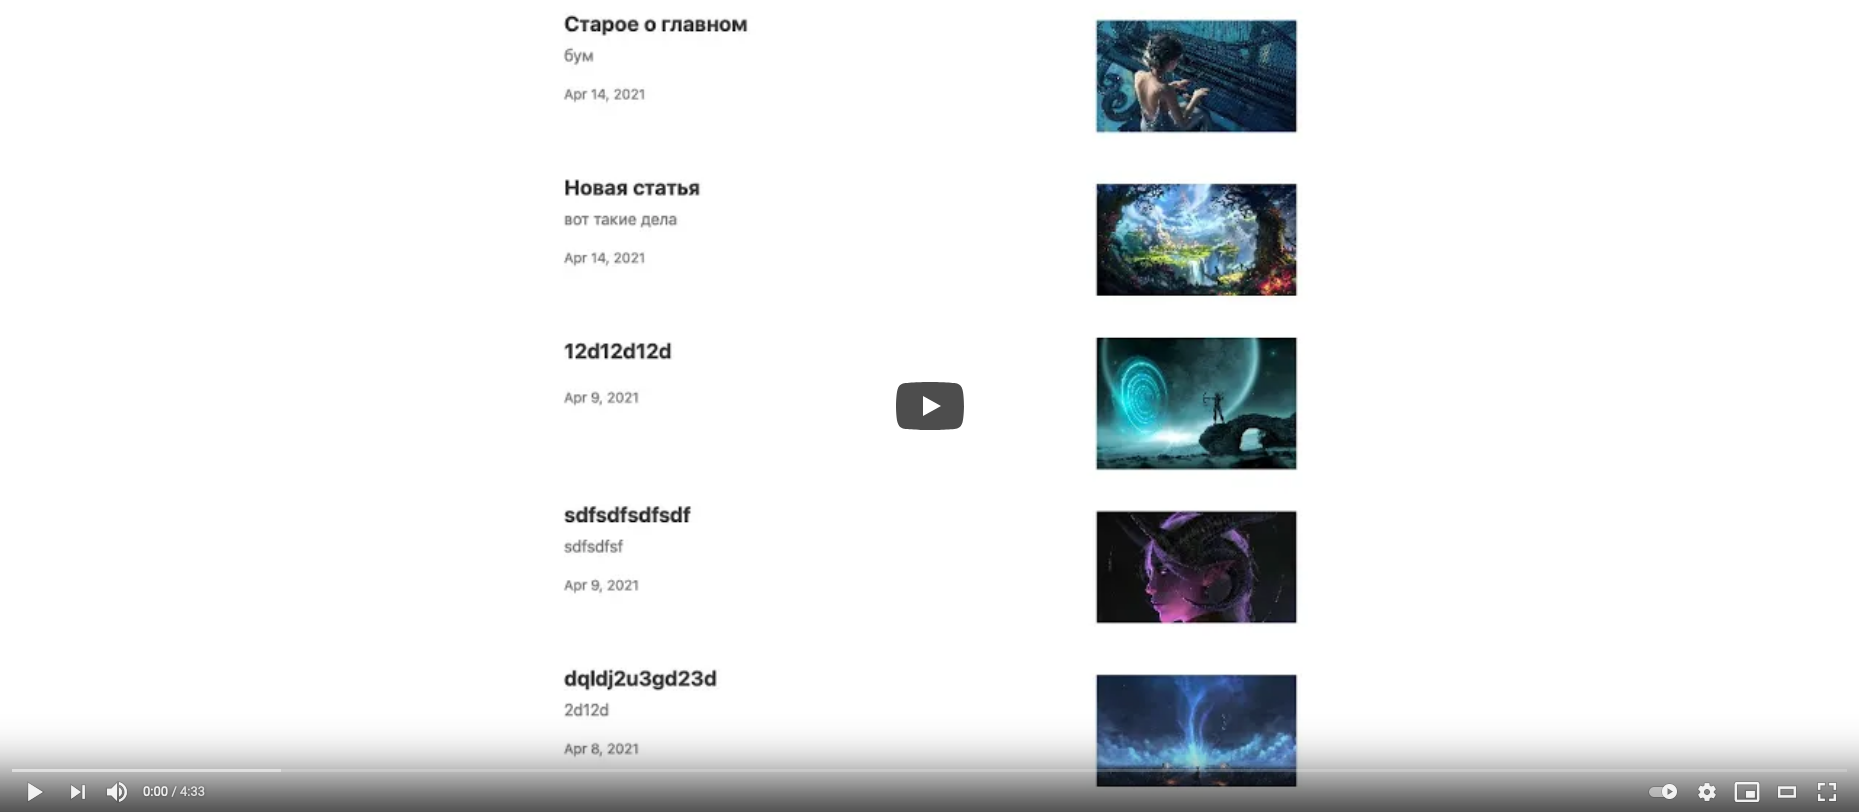 Старое о главном
бум
Apr 14, 2021
Новая статья
вот такие дела
Apr 14, 2021
12d12d12d
Apr 9, 2021
sdfsdfsdfsdf
sdfsdfsf
Apr 9, 2021
dqldj2u3gd23d
2d12d
Apr 8, 2021
0:00 / 4:33